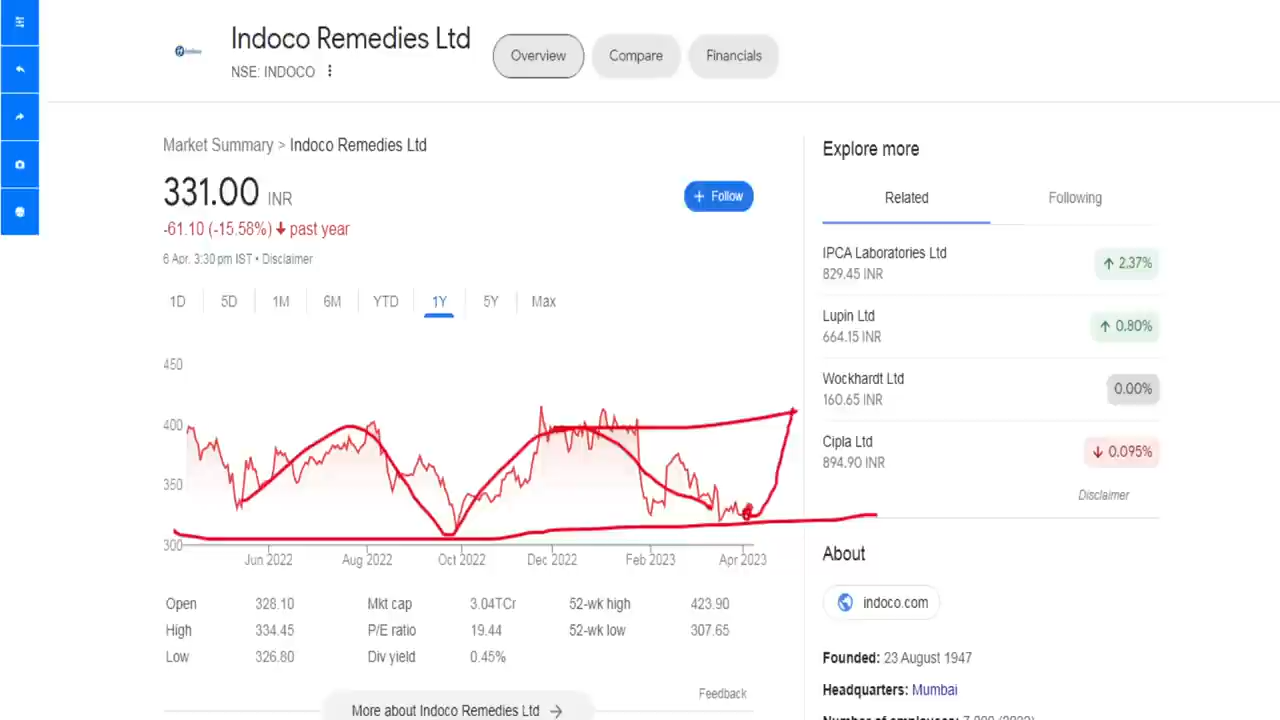 Indoco Remedies Ltd
NSE: INDOCO
Overview
Compare
Financials
Market Summary > Indoco Remedies Ltd
331.00 INR
-61.10 (-15.58%) past year
6 Apr, 3:30 pm IST • Disclaimer
+ Follow
1D 5D 1M 6M YTD 1Y 5Y Max
450
400
350
300
Jun 2022 Aug 2022 Oct 2022 Dec 2022 Feb 2023 Apr 2023
Open 328.10 Mkt cap 3.04TCr 52-wk high 423.90
High 334.45 P/E ratio 19.44 52-wk low 307.65
Low 326.80 Div yield 0.45%
Feedback
More about Indoco Remedies Ltd
Explore more
Related Following
IPCA Laboratories Ltd
829.45 INR
2.37%
Lupin Ltd
664.15 INR
0.80%
Wockhardt Ltd
160.65 INR
0.00%
Cipla Ltd
894.90 INR
0.095%
Disclaimer
About
indoco.com
Founded: 23 August 1947
Headquarters: Mumbai